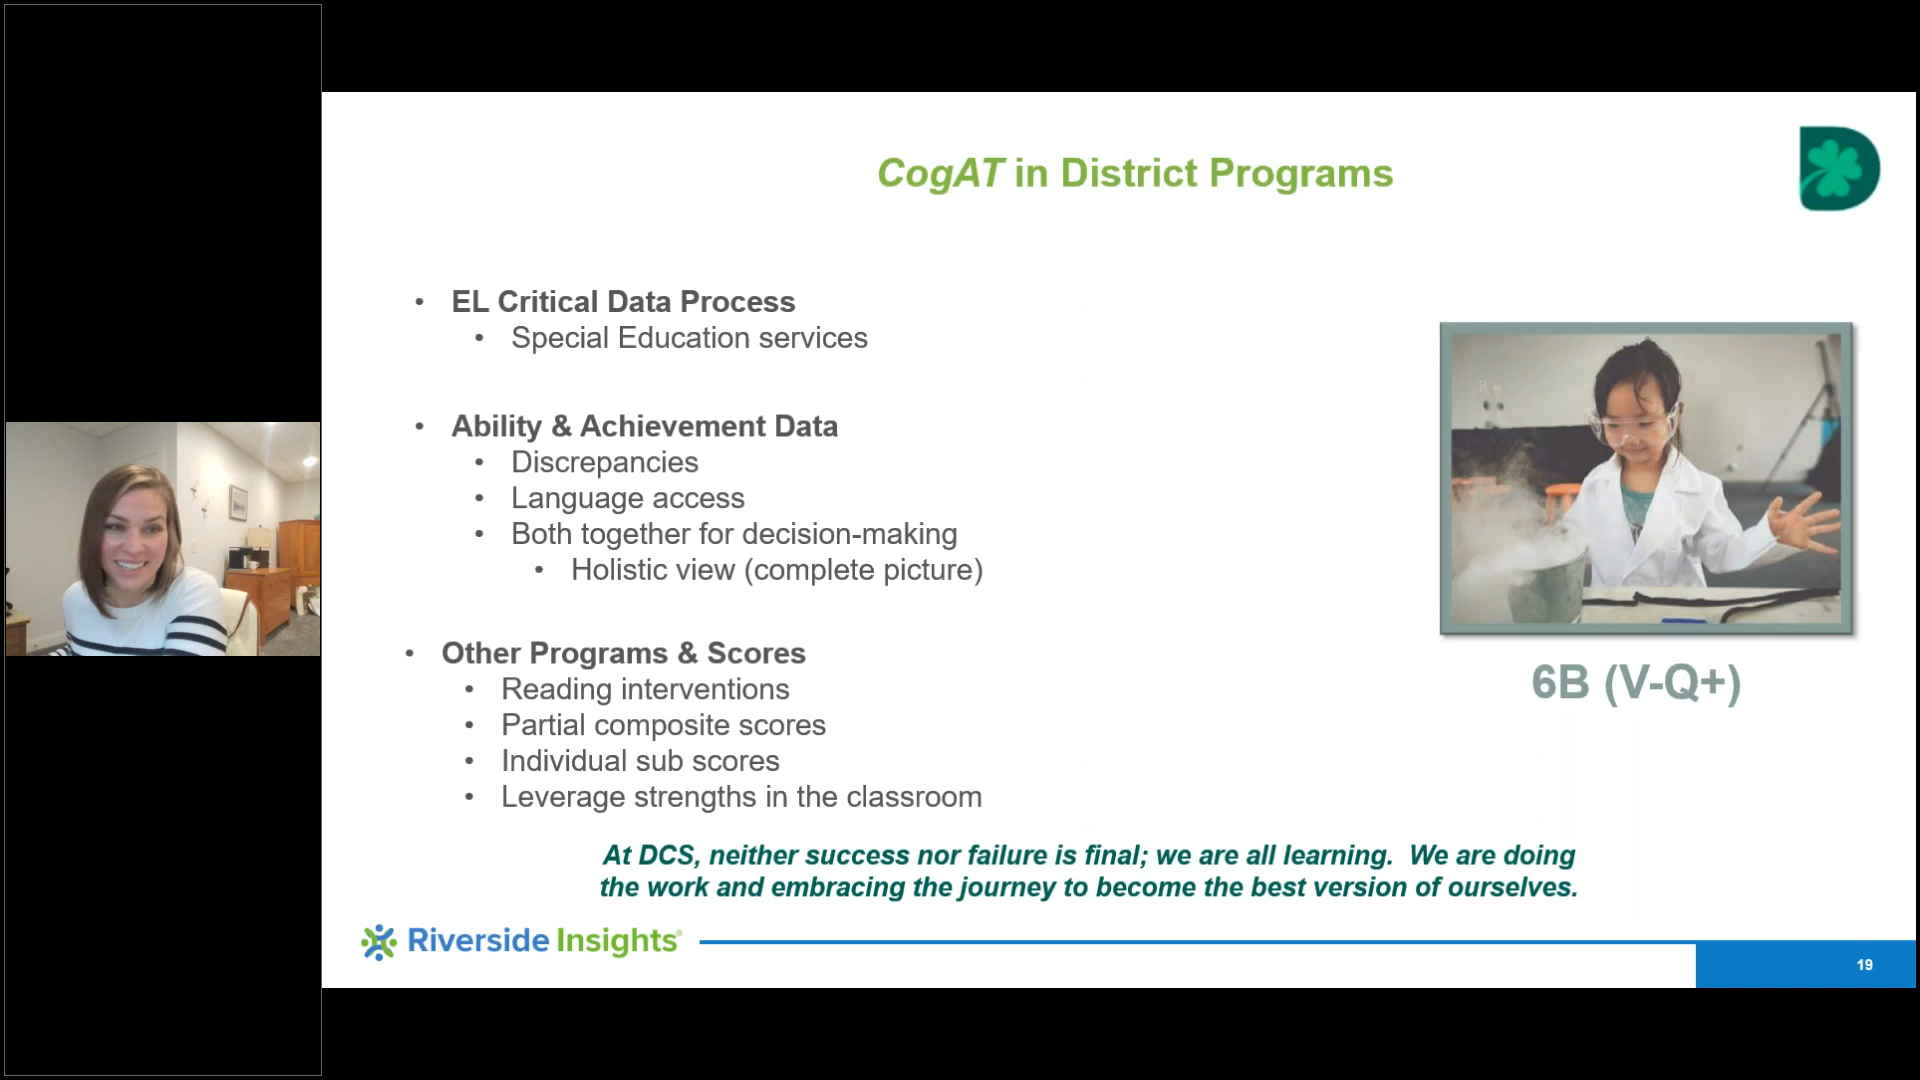 CogAT in District Programs
• EL Critical Data Process
• Special Education services
• Ability & Achievement Data
• Discrepancies
• Language access
• Both together for decision-making
• Holistic view (complete picture)
• Other Programs & Scores
• Reading interventions
• Partial composite scores
• Individual sub scores
• Leverage strengths in the classroom
6B (V-Q+)
At DCS, neither success nor failure is final; we are all learning.  We are doing
the work and embracing the journey to become the best version of ourselves.
Riverside Insights®
19